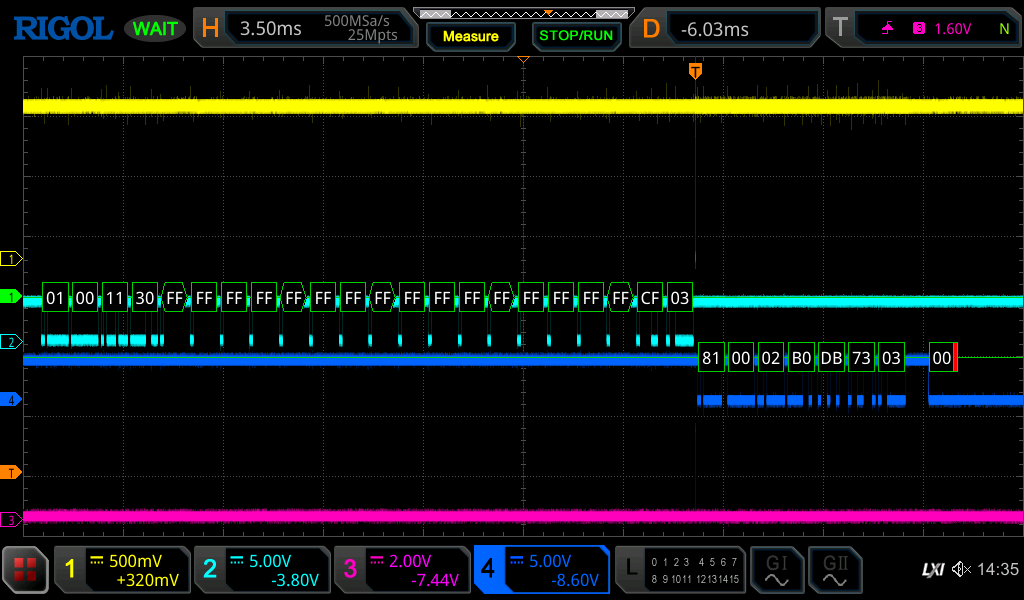 RIGOL WAIT H 3.50ms 500MSa/s 25Mpts Measure STOP/RUN D -6.03ms T 3 1.60V N
T
1
1 01 00 11 30 FF FF FF FF FF FF FF FF FF FF FF FF FF FF FF FF CF 03
2
81 00 02 B0 DB 73 03 00
4
T
3
1 500mV +320mV 2 5.00V -3.80V 3 2.00V -7.44V 4 5.00V -8.60V L 0 1 2 3 4 5 6 7 8 9 10 11 12 13 14 15 GI GII LXI 14:35